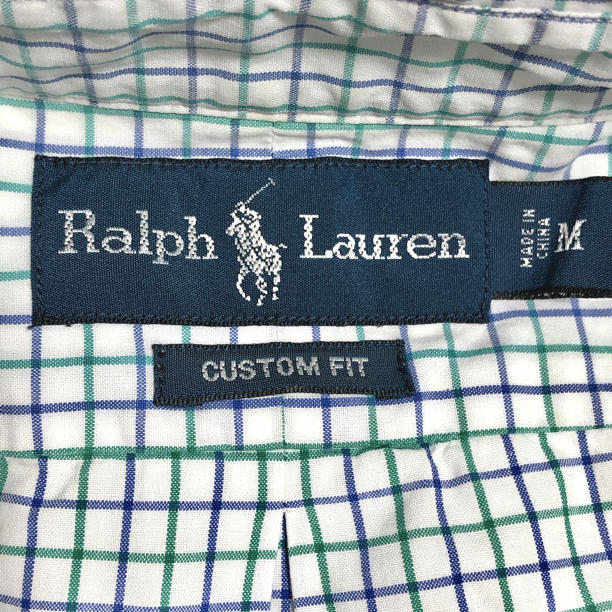 Ralph Lauren
MADE IN
CHINA
M
CUSTOM FIT